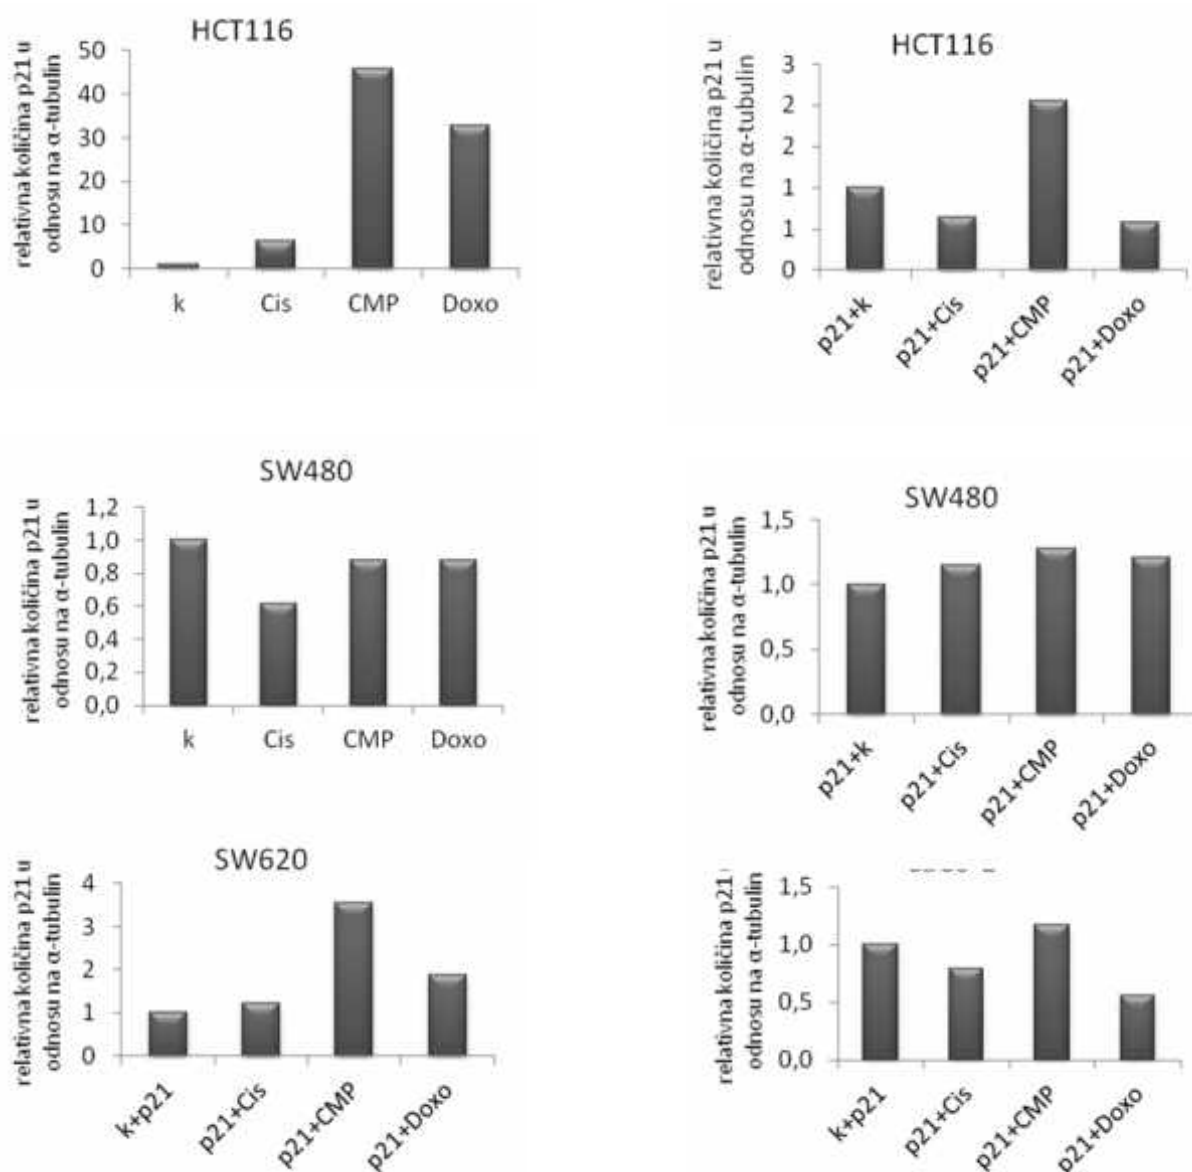 HCT116
relativna količina p21 u
odnosu na α-tubulin
50
40
30
20
10
0
k Cis CMP Doxo
HCT116
relativna količina p21 u
odnosu na α-tubulin
3
2
2
1
1
0
p21+k p21+Cis p21+CMP p21+Doxo
SW480
relativna količina p21 u
odnosu na α-tubulin
1,2
1,0
0,8
0,6
0,4
0,2
0,0
k Cis CMP Doxo
SW480
relativna količina p21 u
odnosu na α-tubulin
1,5
1,0
0,5
0,0
p21+k p21+Cis p21+CMP p21+Doxo
SW620
relativna količina p21 u
odnosu na α-tubulin
4
3
2
1
0
k+p21 p21+Cis p21+CMP p21+Doxo
relativna količina p21
odnosu na α-tubulin
1,5
1,0
0,5
0,0
k+p21 p21+Cis p21+CMP p21+Doxo